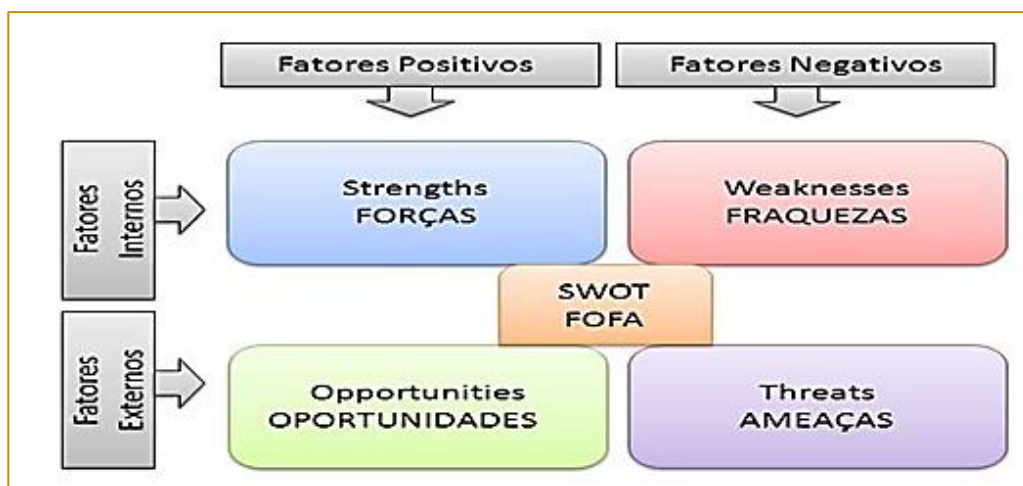 Fatores Positivos
Fatores Negativos
Fatores
Internos
Strengths
FORÇAS
Weaknesses
FRAQUEZAS
SWOT
FOFA
Fatores
Externos
Opportunities
OPORTUNIDADES
Threats
AMEAÇAS